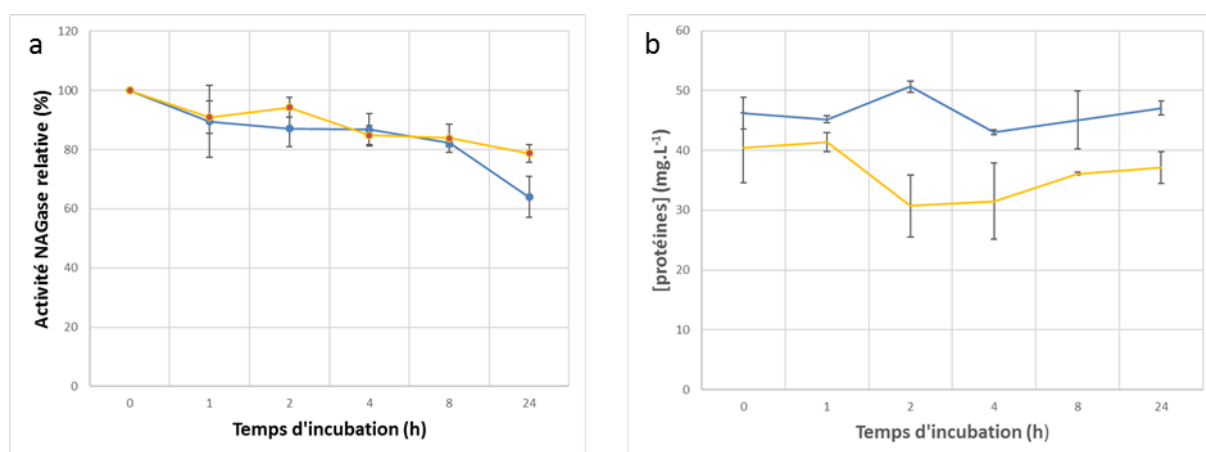 a
Activité NAGase relative (%)
120
100
80
60
40
20
0
0 1 2 4 8 24
Temps d'incubation (h)
b
[protéines] (mg.L-1)
60
50
40
30
20
10
0
0 1 2 4 8 24
Temps d'incubation (h)